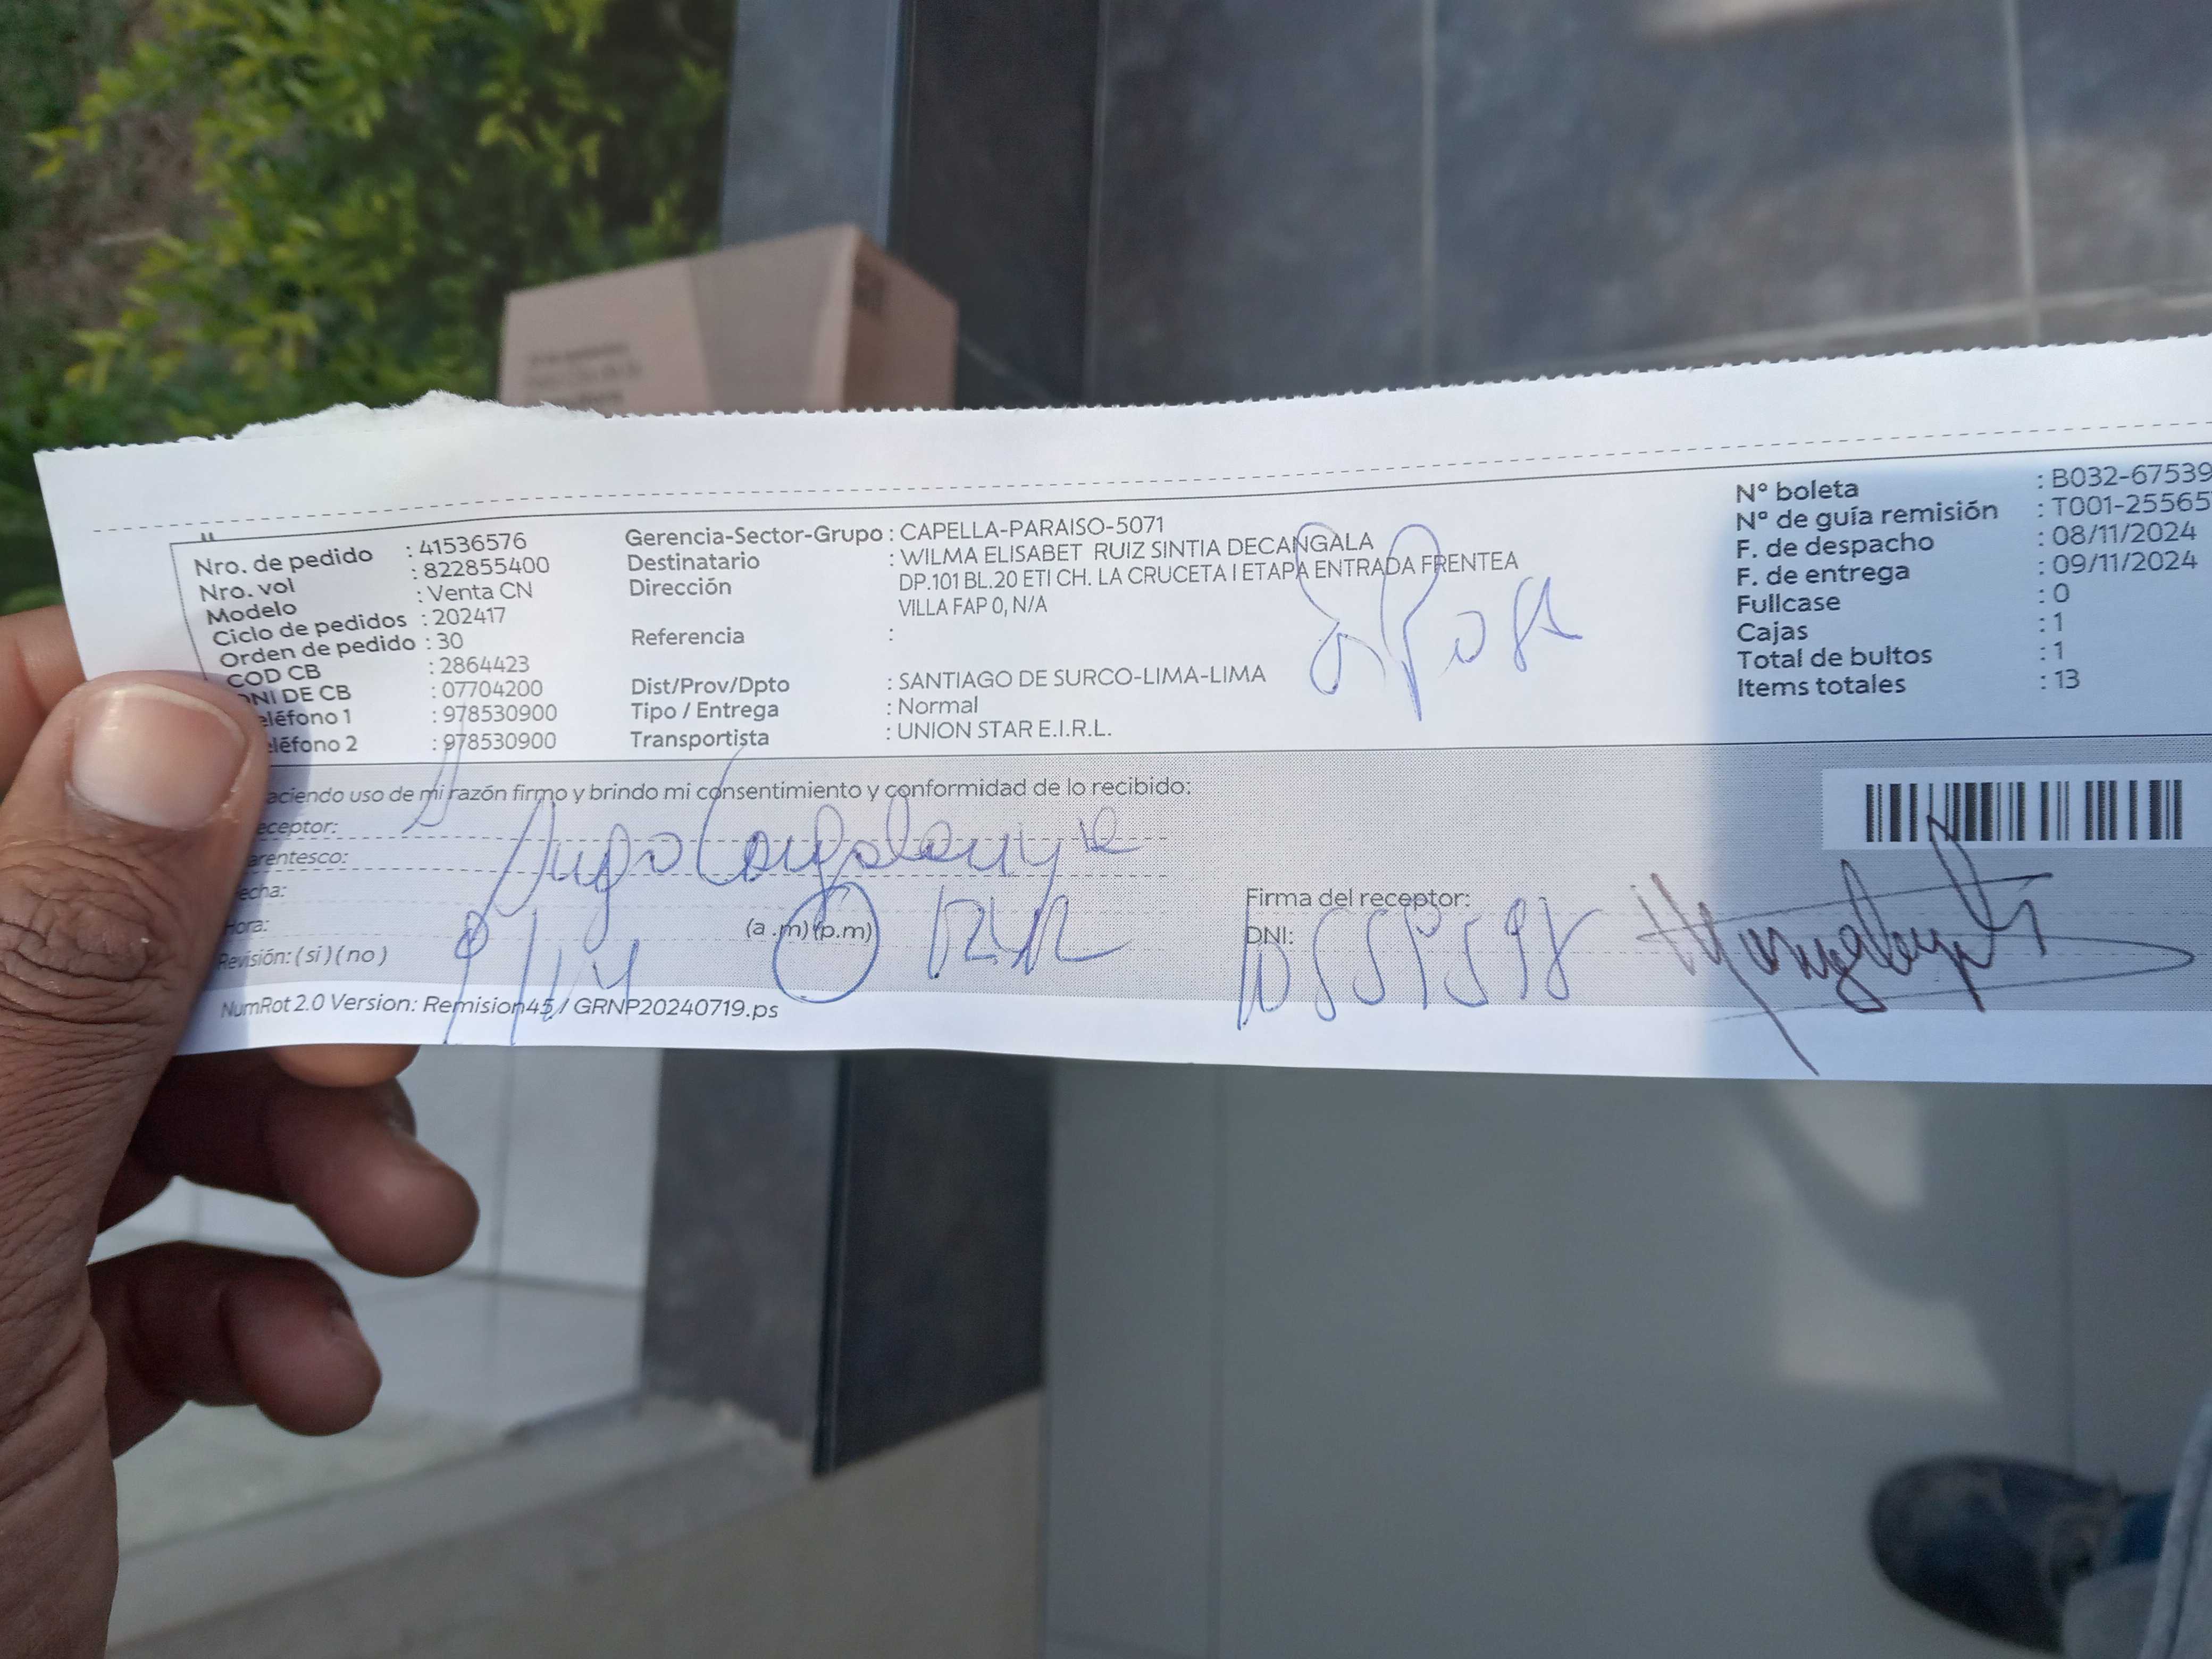 Nro. de pedido : 41536576
Nro. vol : 822855400
Modelo : Venta CN
Ciclo de pedidos : 202417
Orden de pedido : 30
COD CB : 2864423
NI DE CB : 07704200
eléfono 1 : 978530900
eléfono 2 : 978530900
Gerencia-Sector-Grupo : CAPELLA-PARAISO-5071
Destinatario : WILMA ELISABET RUIZ SINTIA DECANGALA
Dirección DP.101 BL.20 ETI CH. LA CRUCETA I ETAPA ENTRADA FRENTEA
VILLA FAP 0, N/A
Referencia :
Dist/Prov/Dpto : SANTIAGO DE SURCO-LIMA-LIMA
Tipo / Entrega : Normal
Transportista : UNION STAR E.I.R.L.
N° boleta : B032-67539
N° de guía remisión : T001-25565
F. de despacho : 08/11/2024
F. de entrega : 09/11/2024
Fullcase : 0
Cajas : 1
Total de bultos : 1
Items totales : 13
aciendo uso de mi razón firmo y brindo mi consentimiento y conformidad de lo recibido:
eceptor:
arentesco:
echa:
Hora: (a .m) (p.m)
Revisión: ( si ) ( no )
Firma del receptor:
DNI:
NumRot 2.0 Version: Remision45 / GRNP20240719.ps